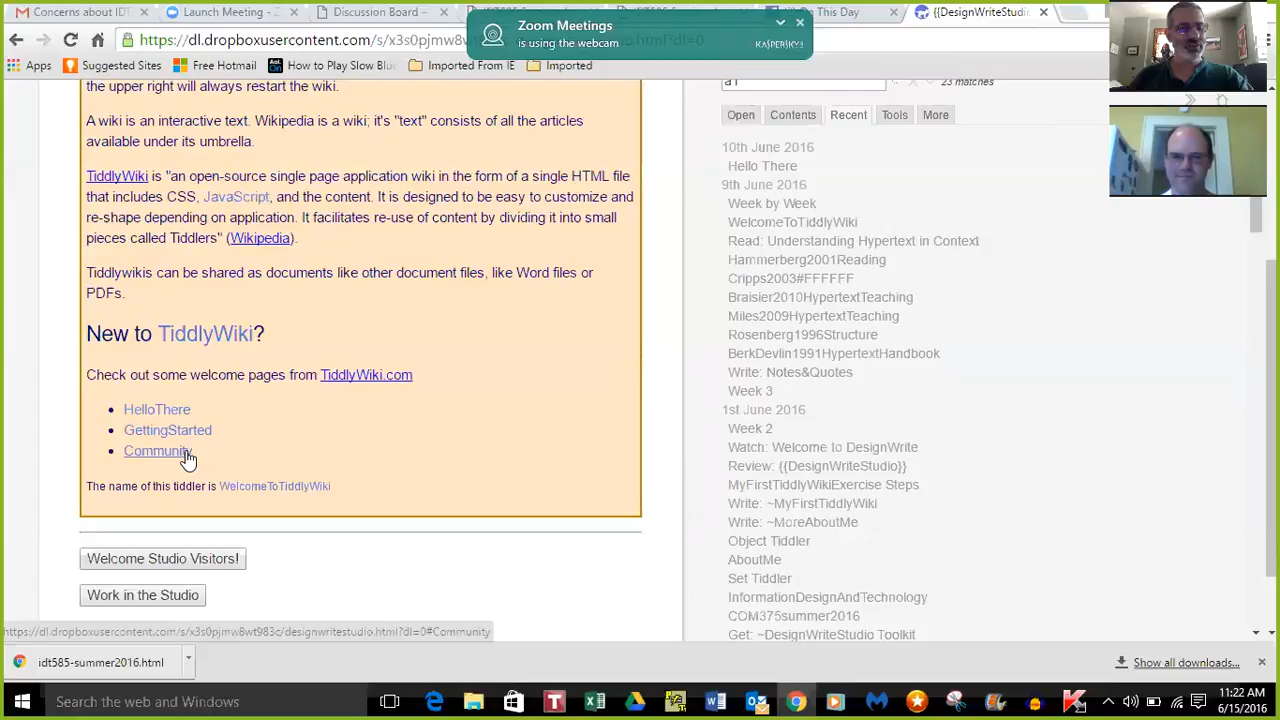 Concerns about IDT
Launch Meeting - Z
Discussion Board –
On This Day
{{DesignWriteStudio
Zoom Meetings
is using the webcam
KASPERSKY
https://dl.dropboxusercontent.com/s/x3s0pjmw8w
.html?dl=0
Apps Suggested Sites Free Hotmail How to Play Slow Blu Imported From IE Imported
the upper right will always restart the wiki.
A wiki is an interactive text. Wikipedia is a wiki; it's "text" consists of all the articles
available under its umbrella.
TiddlyWiki is "an open-source single page application wiki in the form of a single HTML file
that includes CSS, JavaScript, and the content. It is designed to be easy to customize and
re-shape depending on application. It facilitates re-use of content by dividing it into small
pieces called Tiddlers" (Wikipedia).
Tiddlywikis can be shared as documents like other document files, like Word files or
PDFs.
New to TiddlyWiki?
Check out some welcome pages from TiddlyWiki.com
• HelloThere
• GettingStarted
• Community
The name of this tiddler is WelcomeToTiddlyWiki
Welcome Studio Visitors!
Work in the Studio
https://dl.dropboxusercontent.com/s/x3s0pjmw8wt983c/designwritestudio.html?dl=0#Community
23 matches
Open Contents Recent Tools More
10th June 2016
Hello There
9th June 2016
Week by Week
WelcomeToTiddlyWiki
Read: Understanding Hypertext in Context
Hammerberg2001Reading
Cripps2003#FFFFFF
Braisier2010HypertextTeaching
Miles2009HypertextTeaching
Rosenberg1996Structure
BerkDevlin1991HypertextHandbook
Write: Notes&Quotes
Week 3
1st June 2016
Week 2
Watch: Welcome to DesignWrite
Review: {{DesignWriteStudio}}
MyFirstTiddlyWikiExercise Steps
Write: ~MyFirstTiddlyWiki
Write: ~MoreAboutMe
Object Tiddler
AboutMe
Set Tiddler
InformationDesignAndTechnology
COM375summer2016
Get: ~DesignWriteStudio Toolkit
idt585-summer2016.html
Show all downloads...
Search the web and Windows
11:22 AM
6/15/2016